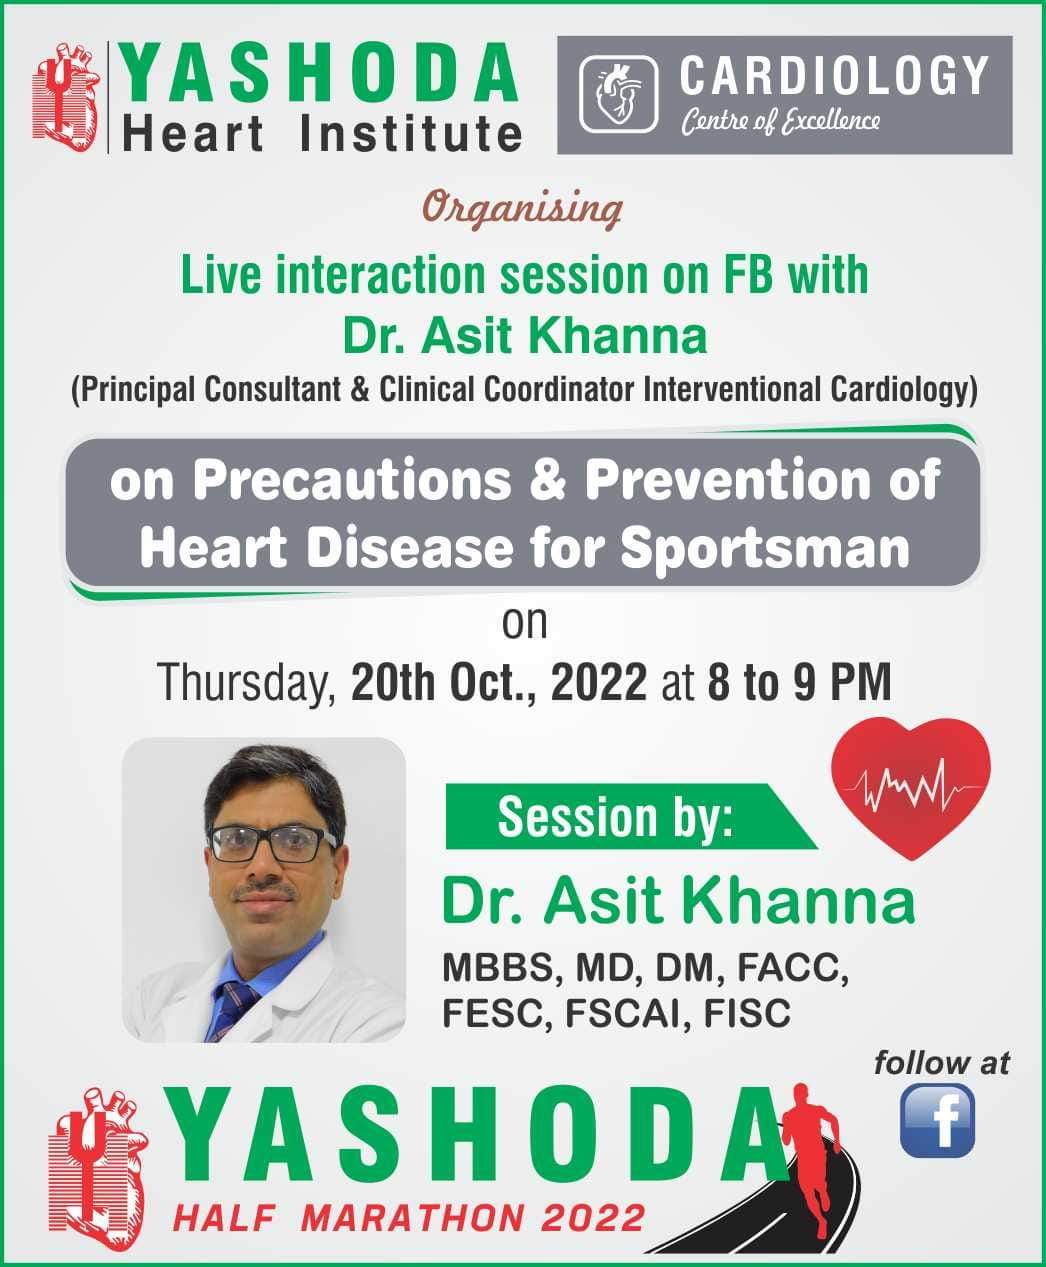 YASHODA
Heart Institute
CARDIOLOGY
Centre of Excellence
Organising
Live interaction session on FB with
Dr. Asit Khanna
(Principal Consultant & Clinical Coordinator Interventional Cardiology)
on Precautions & Prevention of
Heart Disease for Sportsman
on
Thursday, 20th Oct., 2022 at 8 to 9 PM
Session by:
Dr. Asit Khanna
MBBS, MD, DM, FACC,
FESC, FSCAI, FISC
follow at
f
YASHODA
HALF MARATHON 2022